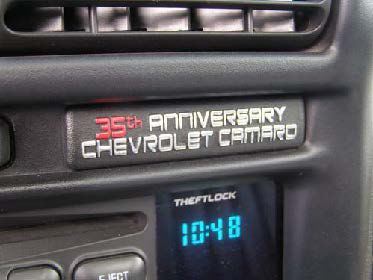 35th ANNIVERSARY
CHEVROLET CAMARO
THEFTLOCK
10:48
EJECT